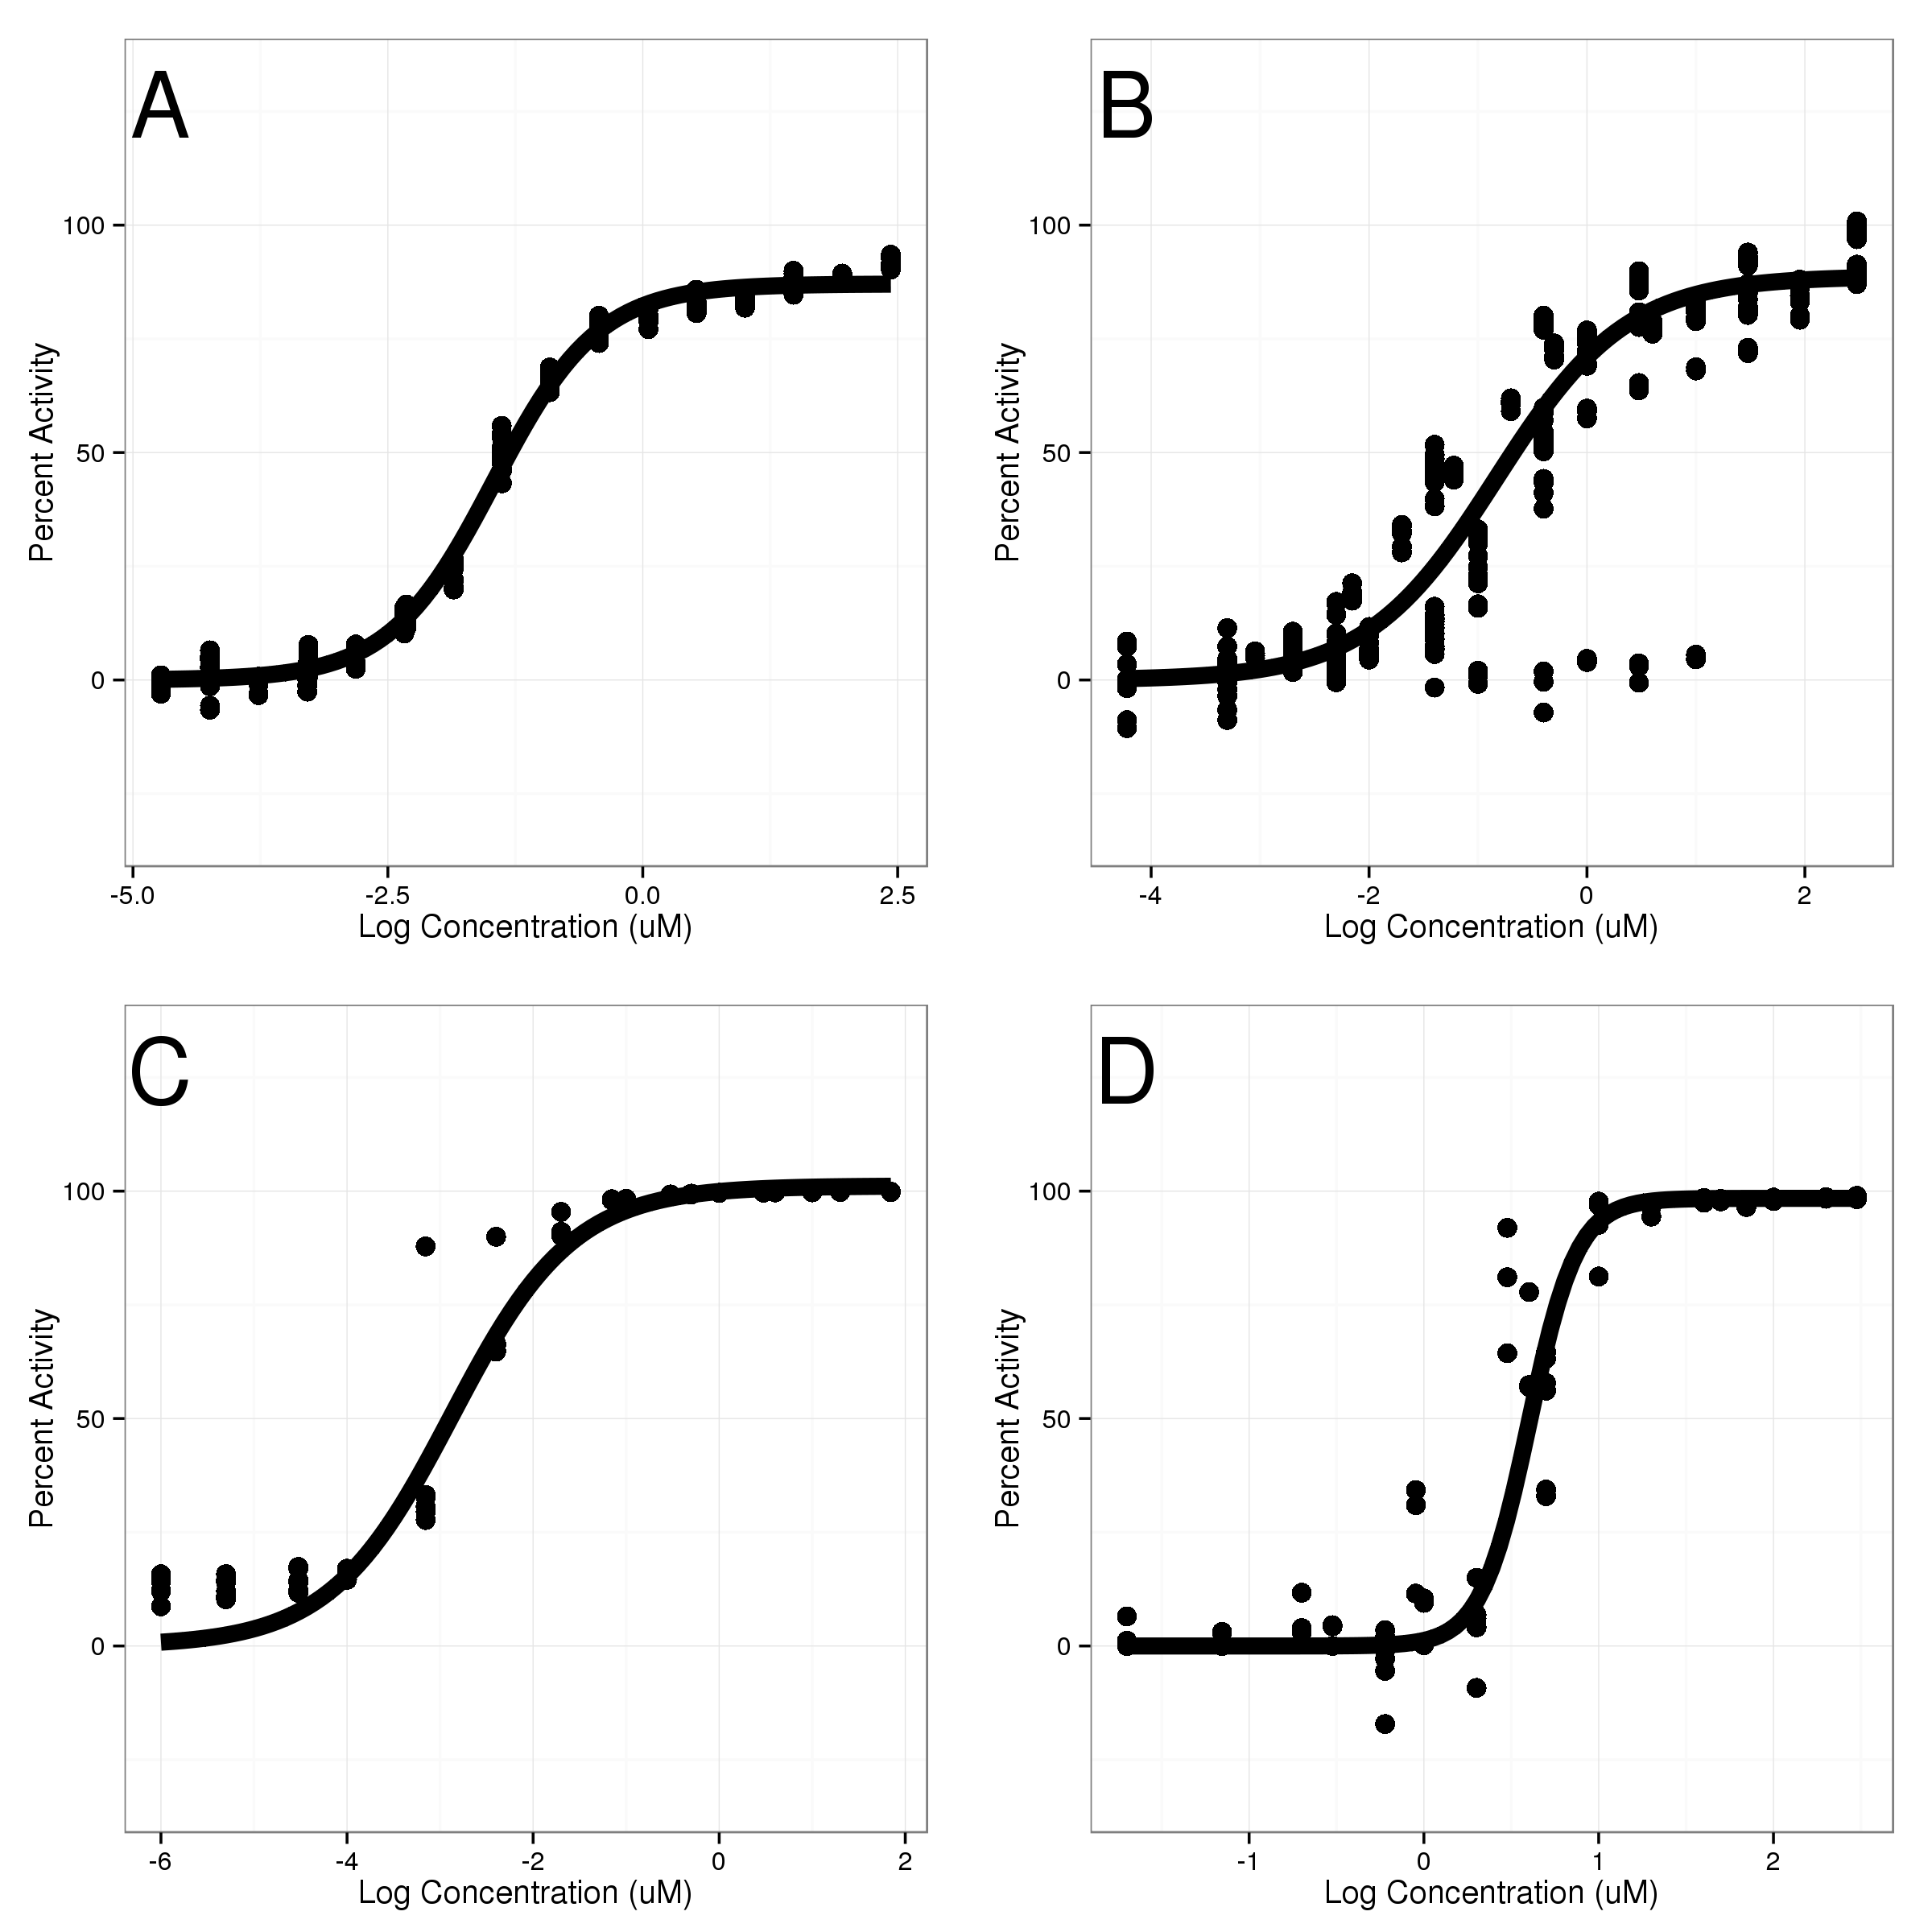 A
100
50
0
Percent Activity
-5.0 -2.5 0.0 2.5
Log Concentration (uM)
B
100
50
0
Percent Activity
-4 -2 0 2
Log Concentration (uM)
C
100
50
0
Percent Activity
-6 -4 -2 0 2
Log Concentration (uM)
D
100
50
0
Percent Activity
-1 0 1 2
Log Concentration (uM)